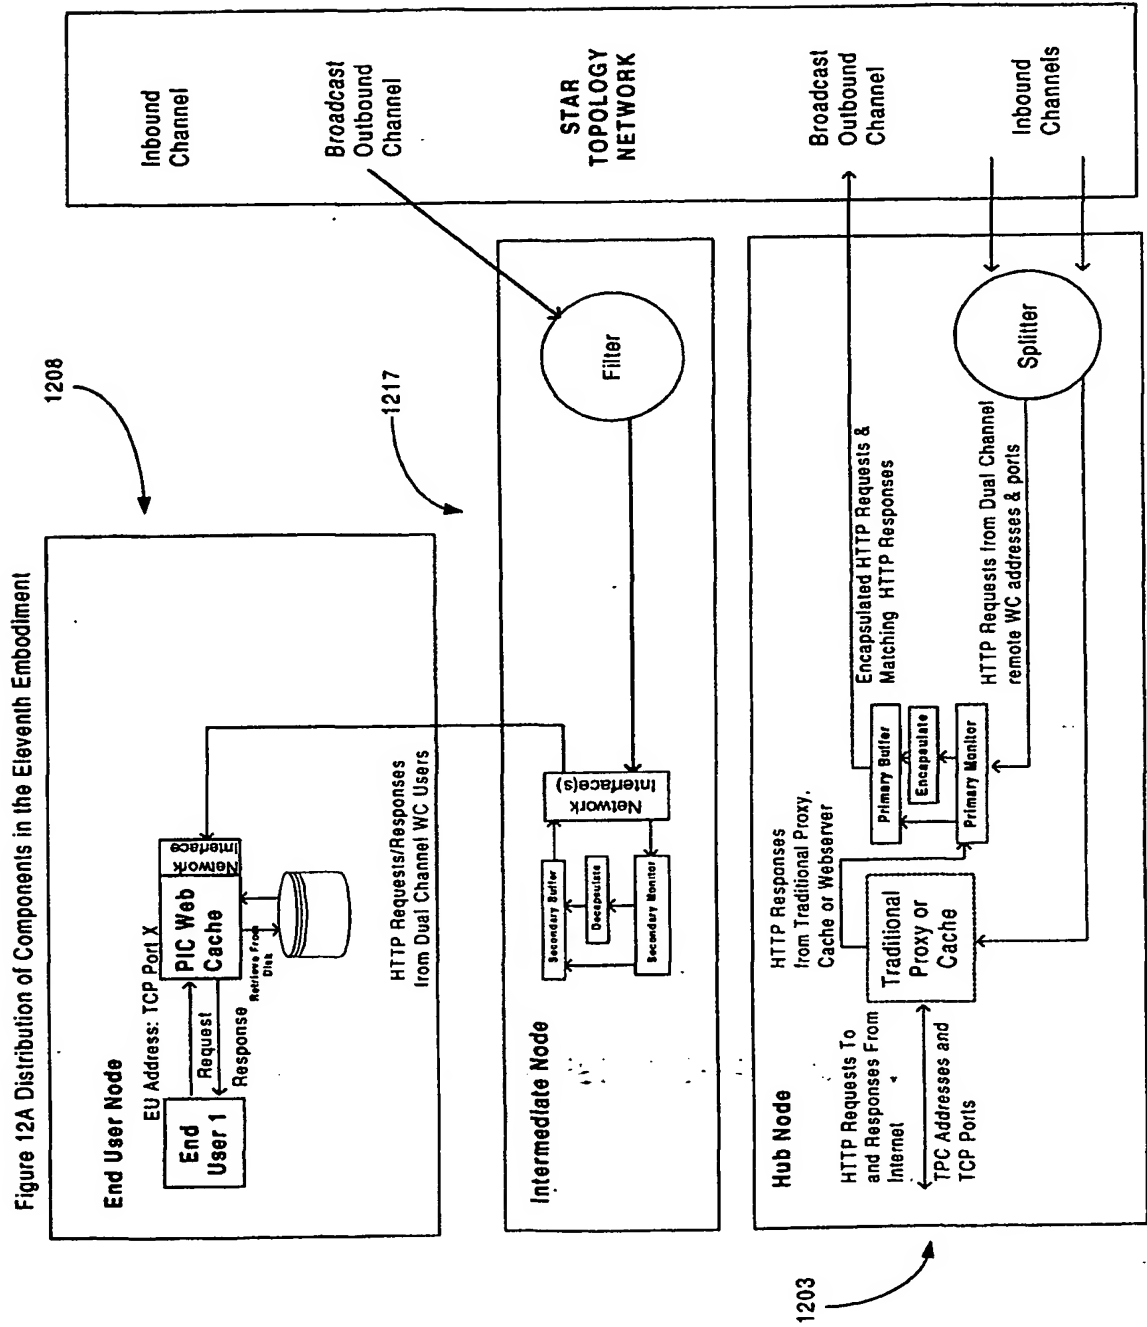 Figure 12A Distribution of Components in the Eleventh Embodiment
1208
1217
1203
End User Node
EU Address: TCP Port X
End
User 1
Request
Response
PIC Web
Cache
Network
Interface
Retrieve From
Disk
HTTP Requests/Responses
from Dual Channel WC Users
Intermediate Node
Secondary Buffer
Decapsulate
Secondary Monitor
Network
Interface(s)
Filter
Hub Node
HTTP Requests To
and Responses From
Internet
TPC Addresses and
TCP Ports
Traditional
Proxy or
Cache
HTTP Responses
from Traditional Proxy,
Cache or Webserver
Primary Buffer
Encapsulate
Primary Monitor
Encapsulated HTTP Requests &
Matching HTTP Responses
HTTP Requests from Dual Channel
remote WC addresses & ports
Splitter
Inbound
Channel
Broadcast
Outbound
Channel
STAR
TOPOLOGY
NETWORK
Broadcast
Outbound
Channel
Inbound
Channels